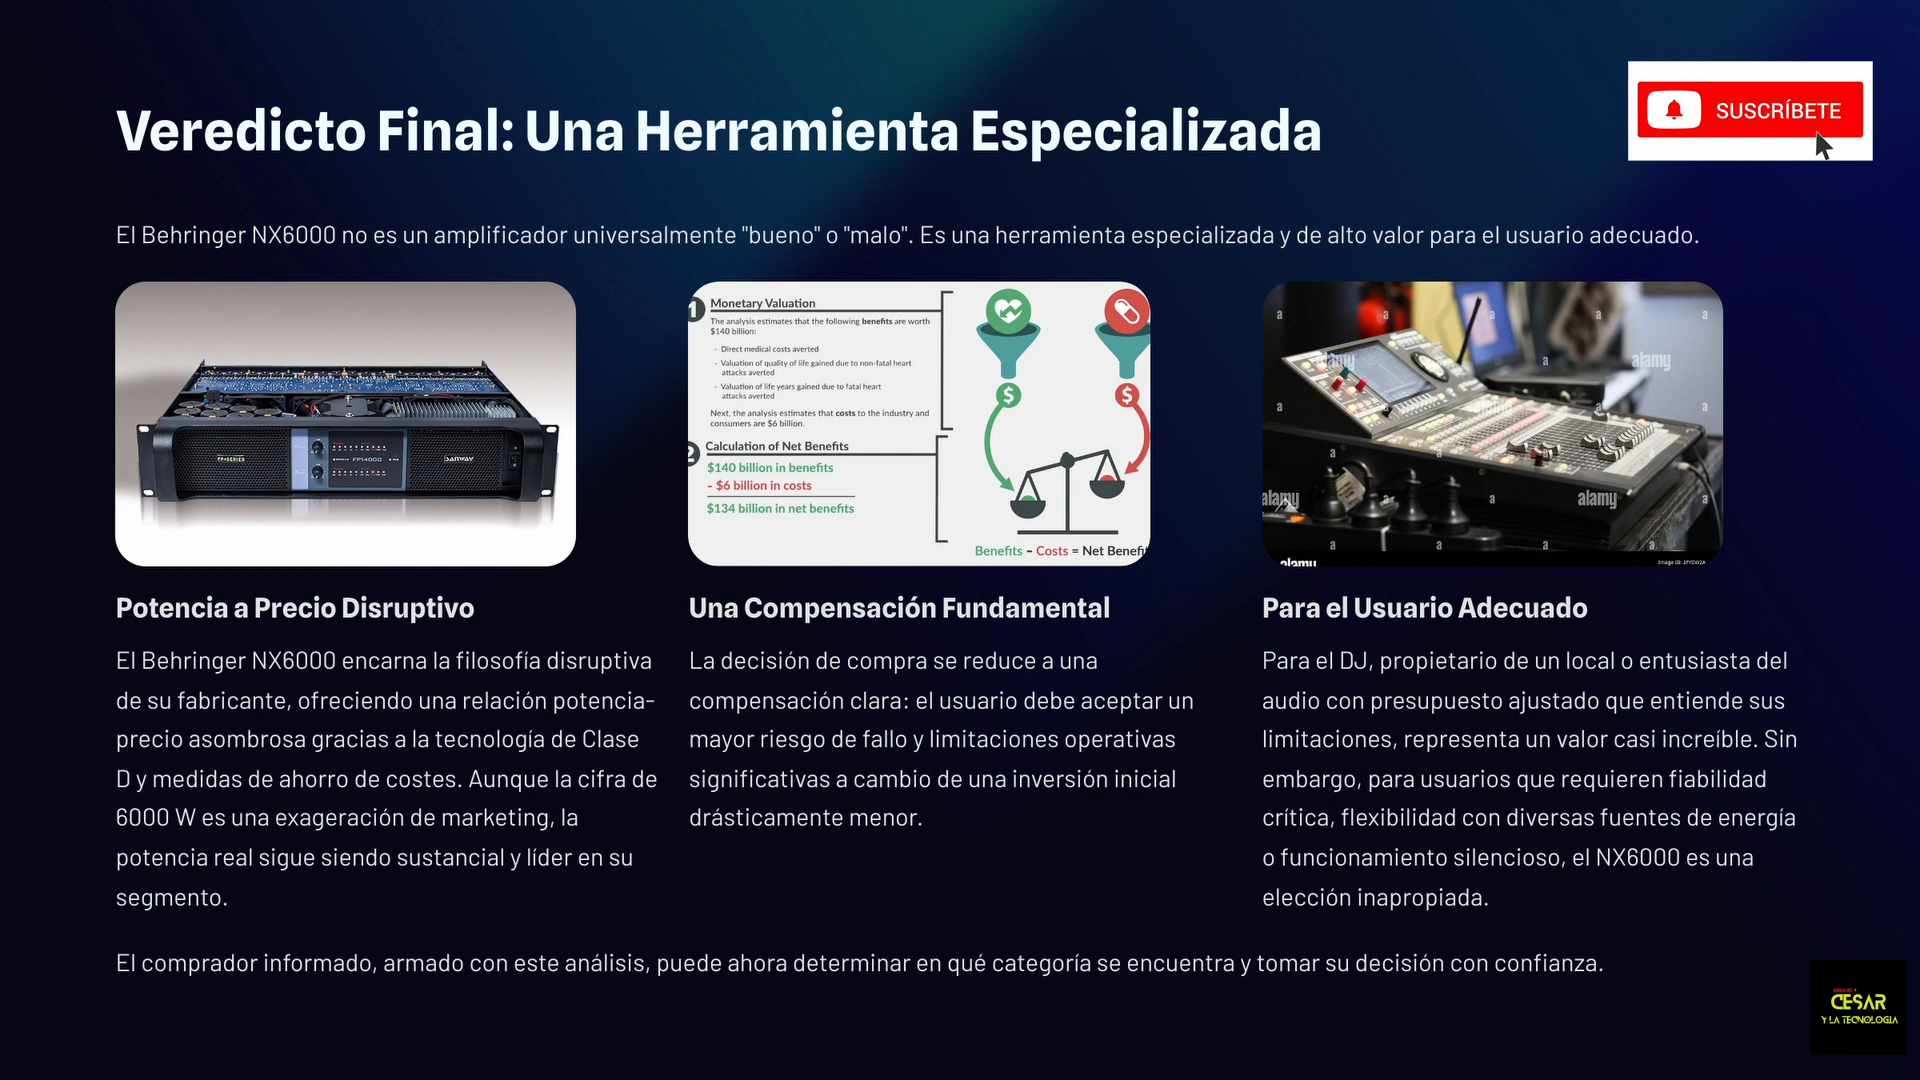 Veredicto Final: Una Herramienta Especializada
SUSCRÍBETE
El Behringer NX6000 no es un amplificador universalmente "bueno" o "malo". Es una herramienta especializada y de alto valor para el usuario adecuado.
FP+SERIES
FP14000
SANWAY
1 Monetary Valuation
The analysis estimates that the following benefits are worth
$140 billion:
- Direct medical costs averted
- Valuation of quality of life gained due to non-fatal heart
attacks averted
- Valuation of life years gained due to fatal heart
attacks averted
Next, the analysis estimates that costs to the industry and
consumers are $6 billion.
2 Calculation of Net Benefits
$140 billion in benefits
- $6 billion in costs
$134 billion in net benefits
$
$
Benefits - Costs = Net Benefi
a
a
a
alamy
a
alamy
a
a
a
alamy
a
a
alamy
a
a
a
a
a
alamy
Potencia a Precio Disruptivo
El Behringer NX6000 encarna la filosofía disruptiva
de su fabricante, ofreciendo una relación potencia-
precio asombrosa gracias a la tecnología de Clase
D y medidas de ahorro de costes. Aunque la cifra de
6000 W es una exageración de marketing, la
potencia real sigue siendo sustancial y líder en su
segmento.
Una Compensación Fundamental
La decisión de compra se reduce a una
compensación clara: el usuario debe aceptar un
mayor riesgo de fallo y limitaciones operativas
significativas a cambio de una inversión inicial
drásticamente menor.
Para el Usuario Adecuado
Para el DJ, propietario de un local o entusiasta del
audio con presupuesto ajustado que entiende sus
limitaciones, representa un valor casi increíble. Sin
embargo, para usuarios que requieren fiabilidad
crítica, flexibilidad con diversas fuentes de energía
o funcionamiento silencioso, el NX6000 es una
elección inapropiada.
El comprador informado, armado con este análisis, puede ahora determinar en qué categoría se encuentra y tomar su decisión con confianza.
CESAR
Y LA TECNOLOGIA